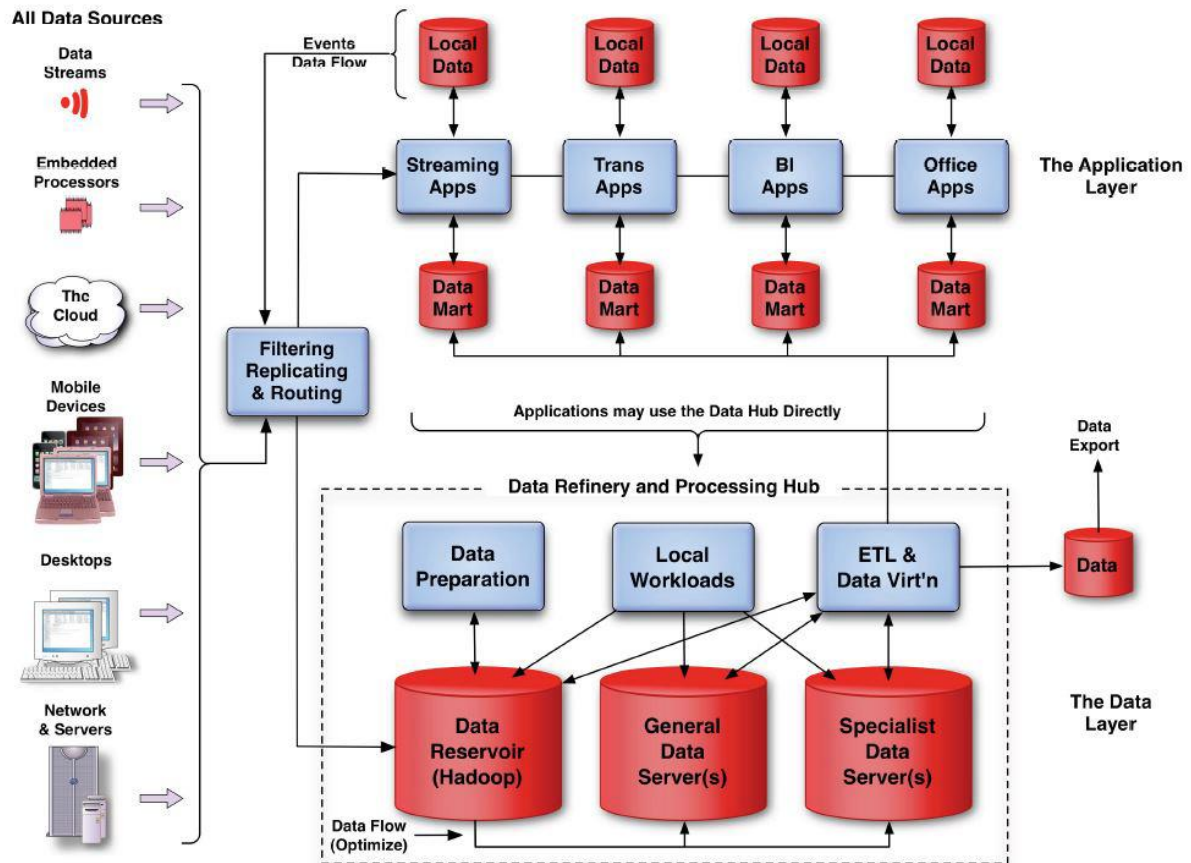 All Data Sources
Data
Streams
Embedded
Processors
Thc
Cloud
Mobile
Devices
Desktops
Network
& Servers
Events
Data Flow
Filtering
Replicating
& Routing
Local
Data
Local
Data
Local
Data
Local
Data
Streaming
Apps
Trans
Apps
BI
Apps
Office
Apps
The Application
Layer
Data
Mart
Data
Mart
Data
Mart
Data
Mart
Applications may use the Data Hub Directly
Data
Export
Data Refinery and Processing Hub
Data
Preparation
Local
Workloads
ETL &
Data Virt'n
Data
Data
Reservoir
(Hadoop)
General
Data
Server(s)
Specialist
Data
Server(s)
The Data
Layer
Data Flow
(Optimize)